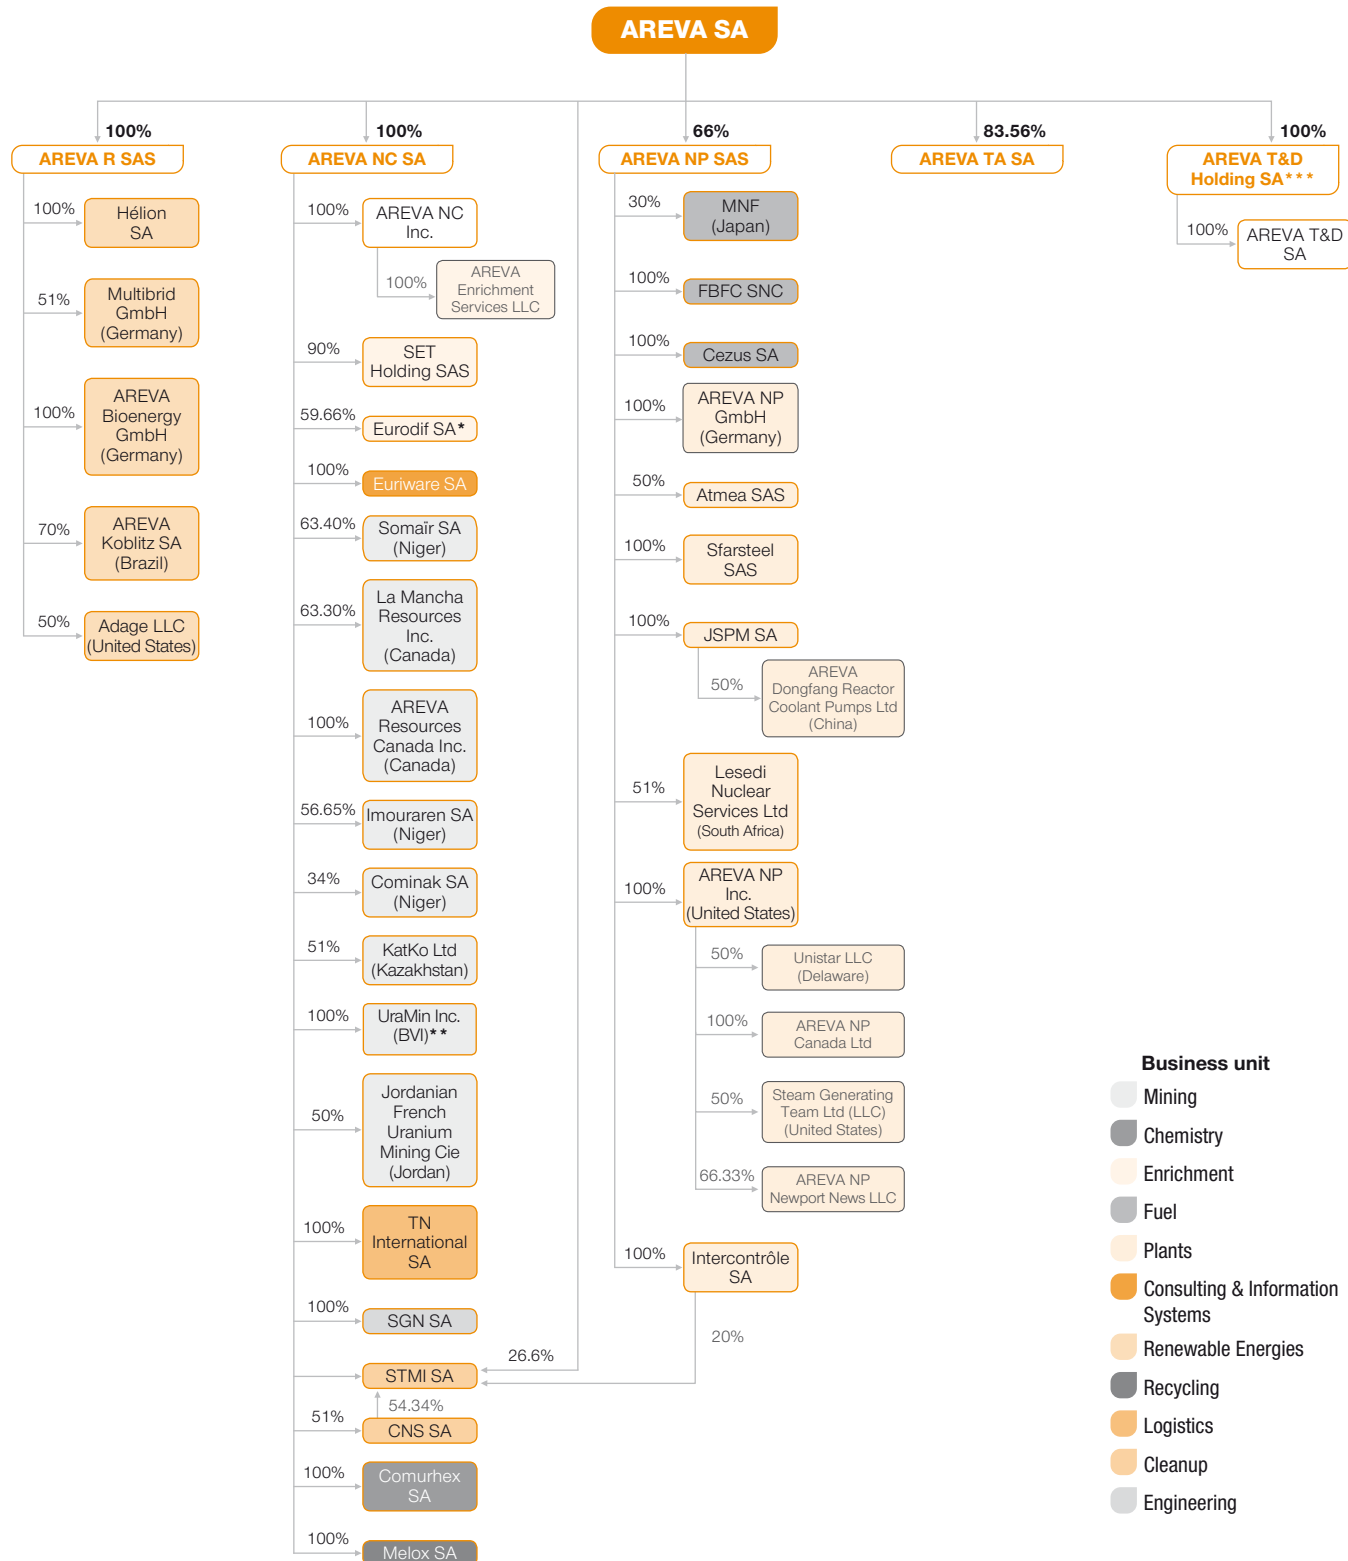 AREVA SA
100%
AREVA R SAS
100%
Hélion
SA
51%
Multibrid
GmbH
(Germany)
100%
AREVA
Bioenergy
GmbH
(Germany)
70%
AREVA
Koblitz SA
(Brazil)
50%
Adage LLC
(United States)
100%
AREVA NC SA
100%
AREVA NC
Inc.
100%
AREVA
Enrichment
Services LLC
90%
SET
Holding SAS
59.66%
Eurodif SA*
100%
Euriware SA
63.40%
Somaïr SA
(Niger)
63.30%
La Mancha
Resources
Inc.
(Canada)
100%
AREVA
Resources
Canada Inc.
(Canada)
56.65%
Imouraren SA
(Niger)
34%
Cominak SA
(Niger)
51%
KatKo Ltd
(Kazakhstan)
100%
UraMin Inc.
(BVI)**
50%
Jordanian
French
Uranium
Mining Cie
(Jordan)
100%
TN
International
SA
100%
SGN SA
26.6%
STMI SA
54.34%
51%
CNS SA
100%
Comurhex
SA
100%
Melox SA
66%
AREVA NP SAS
30%
MNF
(Japan)
100%
FBFC SNC
100%
Cezus SA
100%
AREVA NP
GmbH
(Germany)
50%
Atmea SAS
100%
Sfarsteel
SAS
100%
JSPM SA
50%
AREVA
Dongfang Reactor
Coolant Pumps Ltd
(China)
51%
Lesedi
Nuclear
Services Ltd
(South Africa)
100%
AREVA NP
Inc.
(United States)
50%
Unistar LLC
(Delaware)
100%
AREVA NP
Canada Ltd
50%
Steam Generating
Team Ltd (LLC)
(United States)
66.33%
AREVA NP
Newport News LLC
100%
Intercontrôle
SA
20%
83.56%
AREVA TA SA
100%
AREVA T&D
Holding SA***
100%
AREVA T&D
SA
Business unit
Mining
Chemistry
Enrichment
Fuel
Plants
Consulting & Information
Systems
Renewable Energies
Recycling
Logistics
Cleanup
Engineering